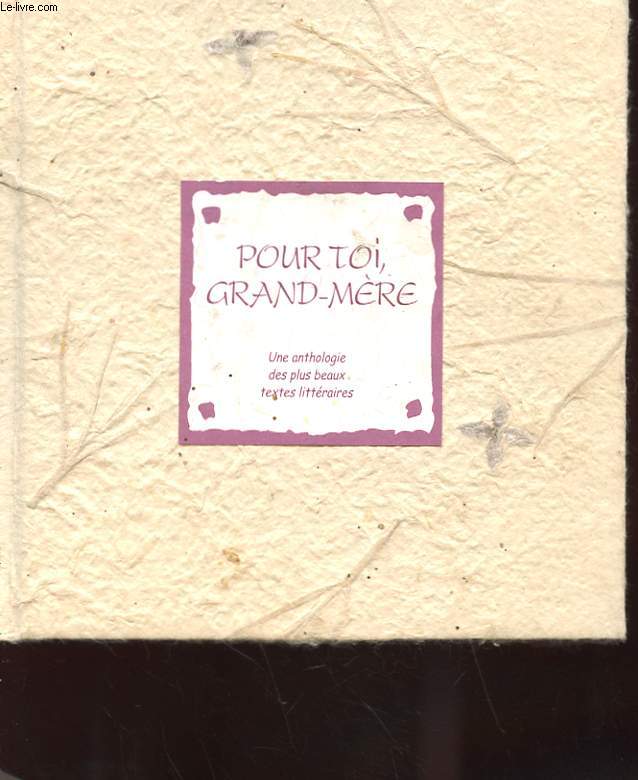 Le-livre.com
POUR TOi,
GRAND-MÈRE
Une anthologie
des plus beaux
textes littéraires